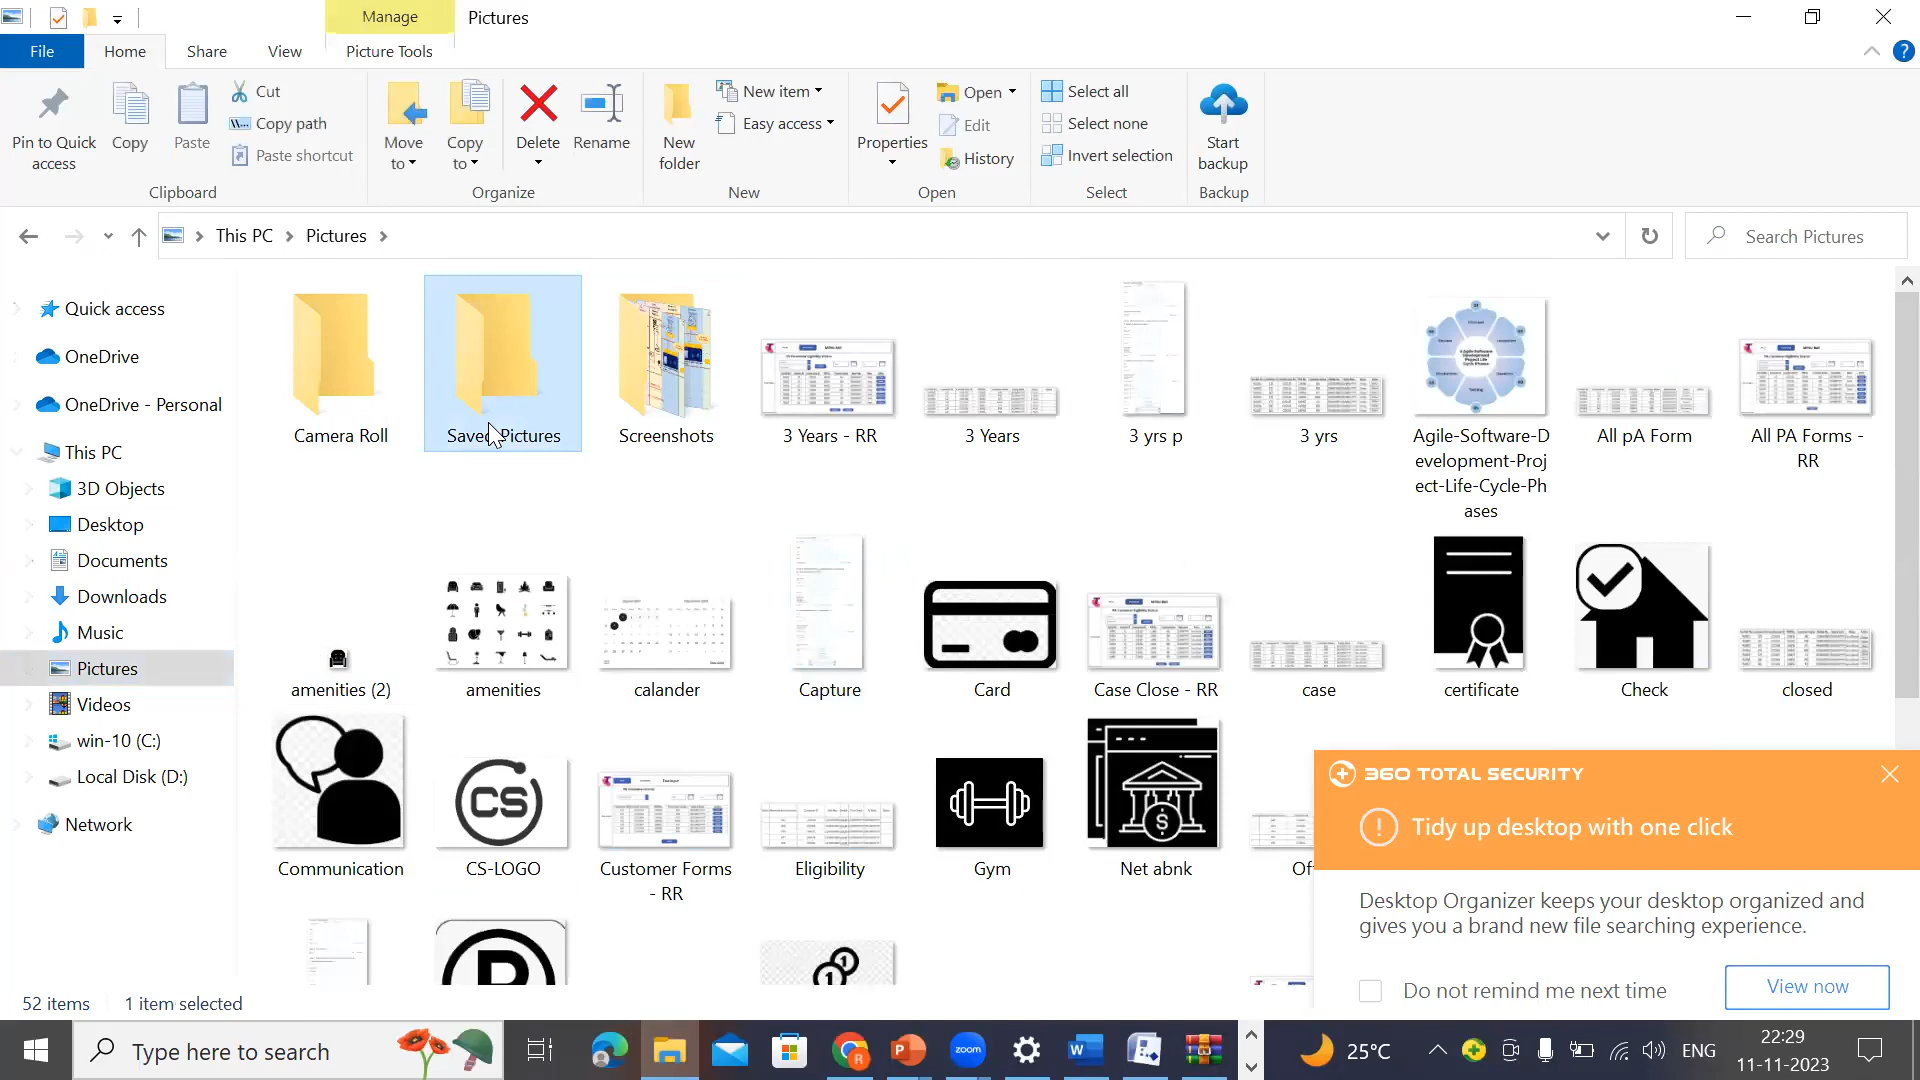 Manage
Pictures
File
Home
Share
View
Picture Tools
Pin to Quick access
Copy
Paste
Cut
Copy path
Paste shortcut
Clipboard
Move to
Copy to
Delete
Rename
Organize
New folder
New item
Easy access
New
Properties
Open
Edit
History
Open
Select all
Select none
Invert selection
Select
Start backup
Backup
This PC
Pictures
Search Pictures
Quick access
OneDrive
OneDrive - Personal
This PC
3D Objects
Desktop
Documents
Downloads
Music
Pictures
Videos
win-10 (C:)
Local Disk (D:)
Network
Camera Roll
Saved Pictures
Screenshots
3 Years - RR
3 Years
3 yrs p
3 yrs
Agile-Software-D
evelopment-Proj
ect-Life-Cycle-Ph
ases
All pA Form
All PA Forms -
RR
amenities (2)
amenities
calander
Capture
Card
Case Close - RR
case
certificate
Check
closed
Communication
CS
CS-LOGO
Customer Forms
- RR
Eligibility
Gym
Net abnk
360 TOTAL SECURITY
Tidy up desktop with one click
Desktop Organizer keeps your desktop organized and
gives you a brand new file searching experience.
Do not remind me next time
View now
52 items
1 item selected
Type here to search
zoom
25°C
ENG
22:29
11-11-2023